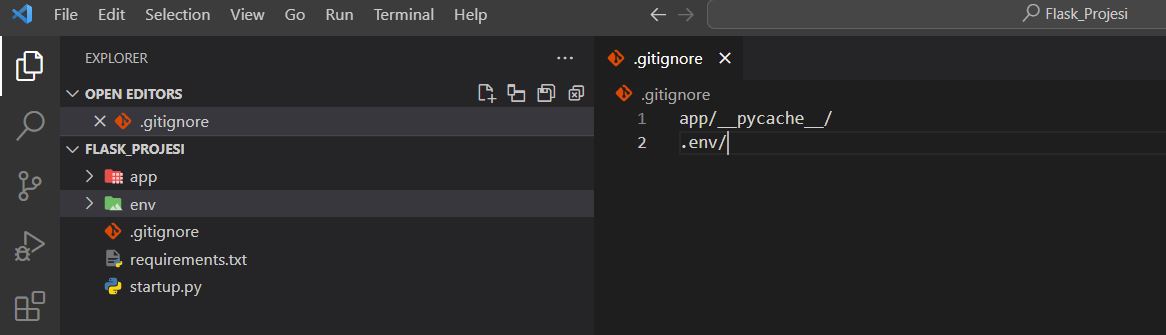 File Edit Selection View Go Run Terminal Help
Flask_Projesi
EXPLORER
OPEN EDITORS
.gitignore
FLASK_PROJESI
app
env
.gitignore
requirements.txt
startup.py
.gitignore
.gitignore
1 app/__pycache__/
2 .env/